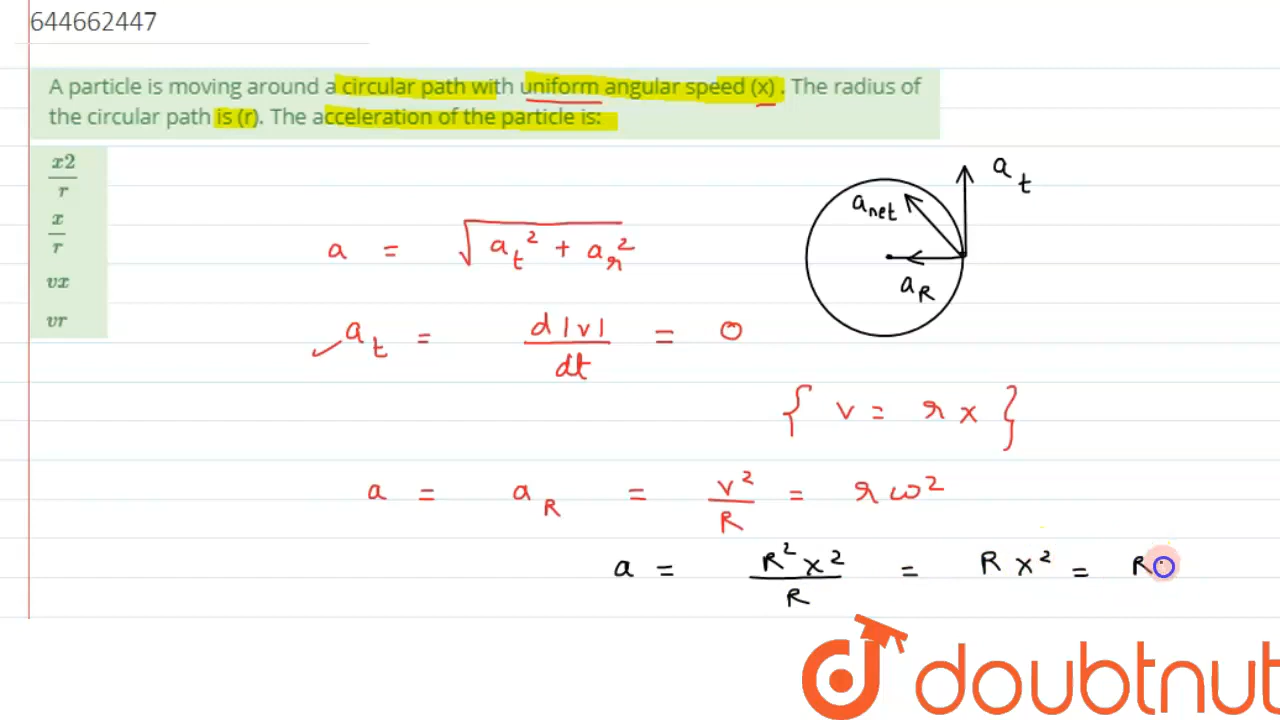 644662447
A particle is moving around a circular path with uniform angular speed (x) . The radius of
the circular path is (r). The acceleration of the particle is:
x2/r
x/r
vx
vr
a = √(a_t² + a_r²)
a_t = d|v|/dt = 0
{ v = r x }
a = a_R = v²/R = r ω²
a = R² x²/R = R x² = R
a_t
a_net
a_R
doubtnut